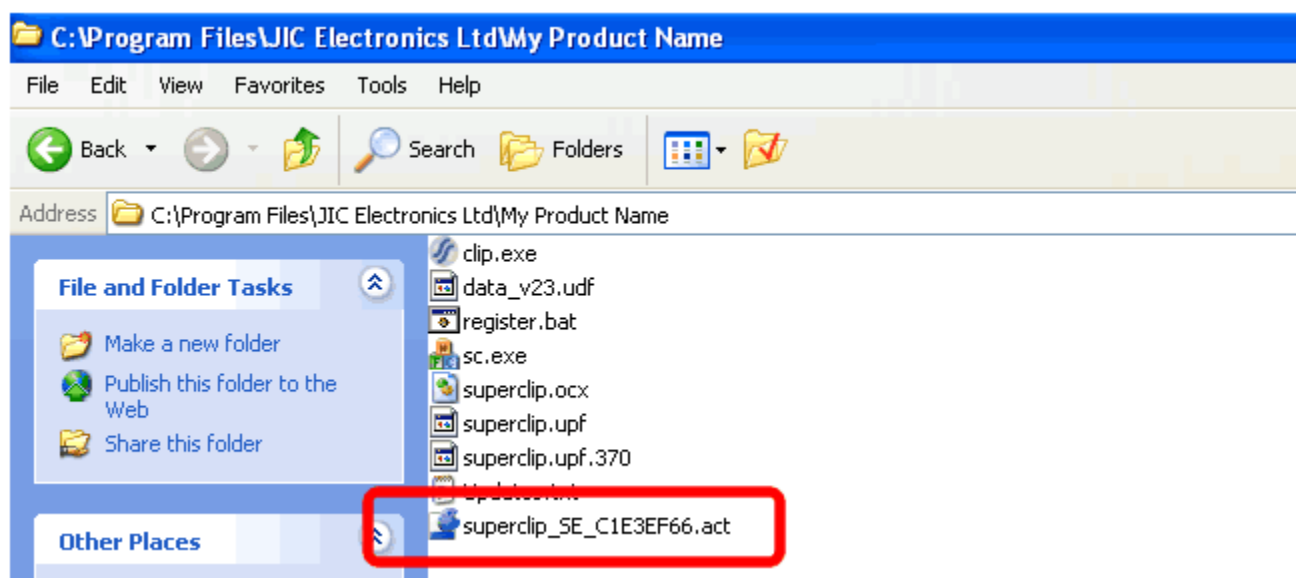 C:\Program Files\JIC Electronics Ltd\My Product Name
File Edit View Favorites Tools Help
Back Search Folders
Address C:\Program Files\JIC Electronics Ltd\My Product Name
File and Folder Tasks
Make a new folder
Publish this folder to the
Web
Share this folder
Other Places
clip.exe
data_v23.udf
register.bat
sc.exe
superclip.ocx
superclip.upf
superclip.upf.370
superclip_SE_C1E3EF66.act